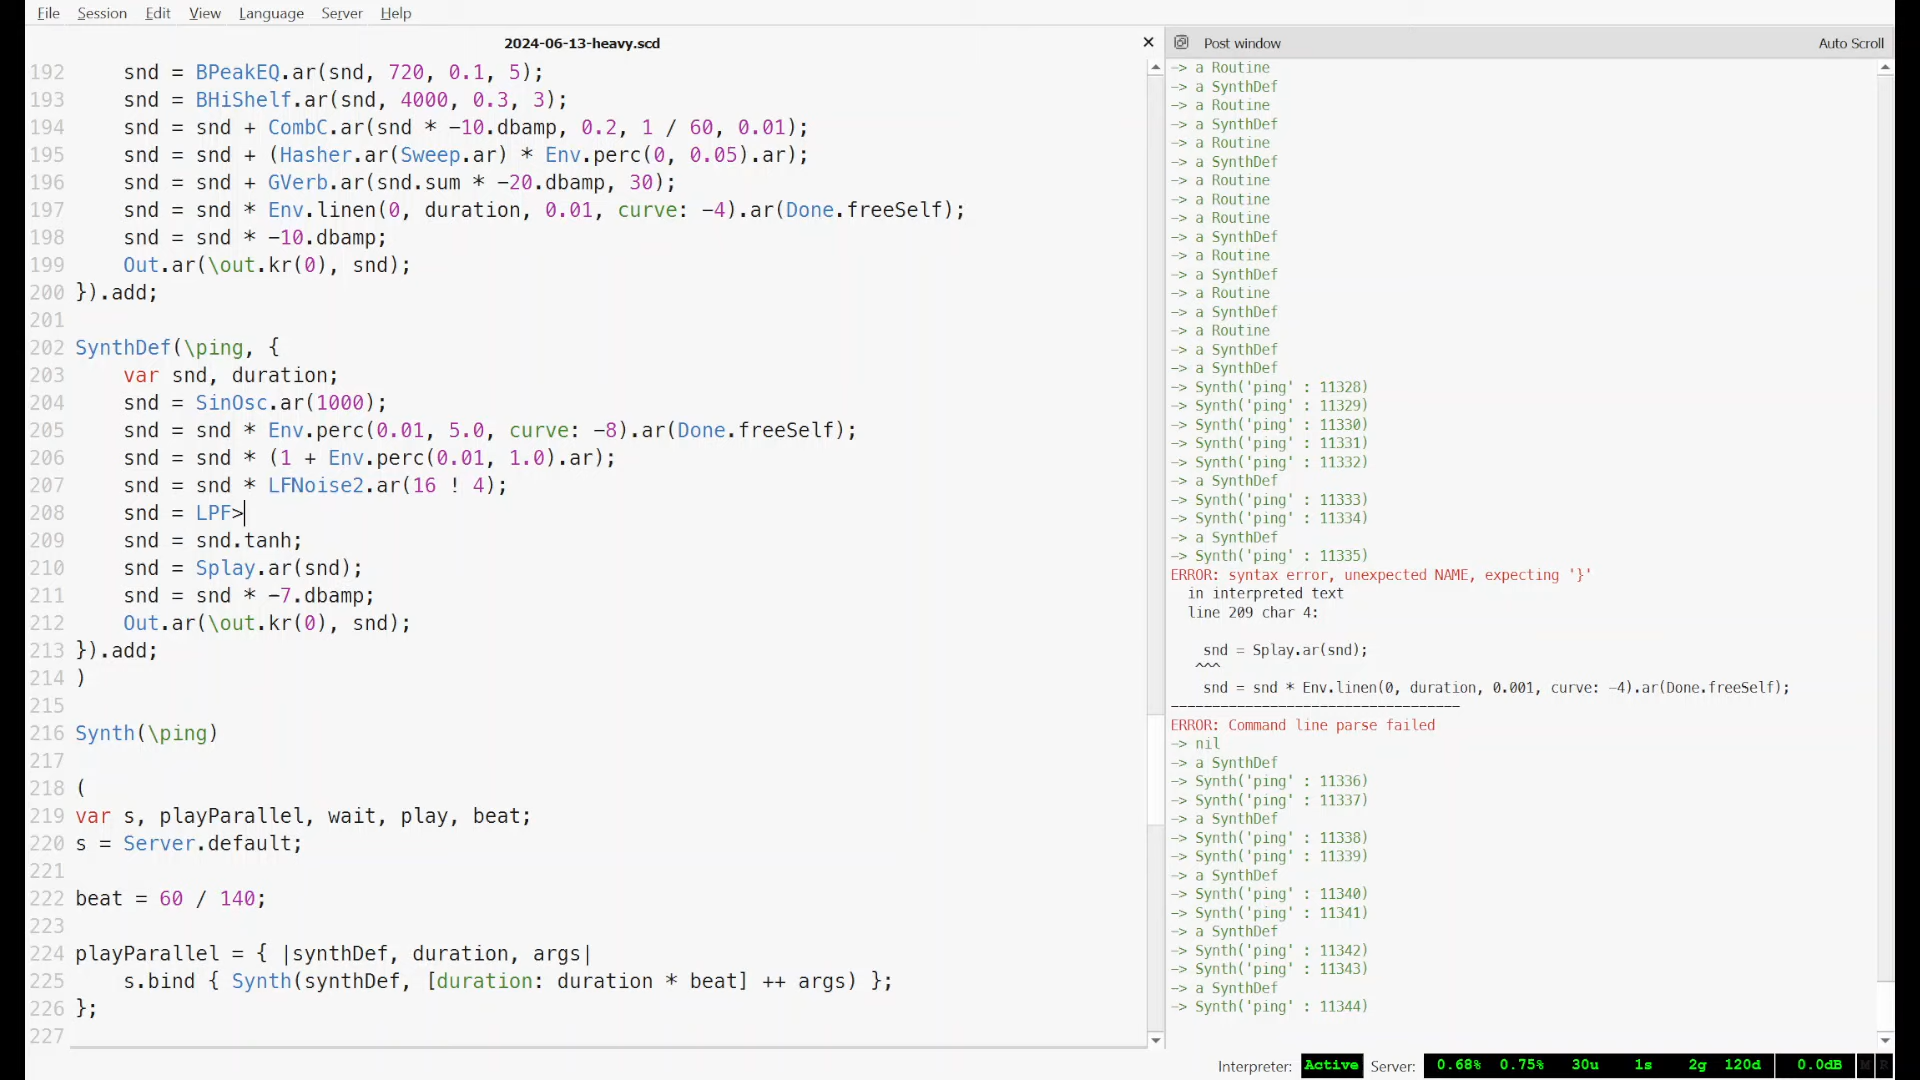 File Session Edit View Language Server Help
2024-06-13-heavy.scd
192 snd = BPeakEQ.ar(snd, 720, 0.1, 5);
193 snd = BHiShelf.ar(snd, 4000, 0.3, 3);
194 snd = snd + CombC.ar(snd * -10.dbamp, 0.2, 1 / 60, 0.01);
195 snd = snd + (Hasher.ar(Sweep.ar) * Env.perc(0, 0.05).ar);
196 snd = snd + GVerb.ar(snd.sum * -20.dbamp, 30);
197 snd = snd * Env.linen(0, duration, 0.01, curve: -4).ar(Done.freeSelf);
198 snd = snd * -10.dbamp;
199 Out.ar(\out.kr(0), snd);
200 }).add;
201
202 SynthDef(\ping, {
203 var snd, duration;
204 snd = SinOsc.ar(1000);
205 snd = snd * Env.perc(0.01, 5.0, curve: -8).ar(Done.freeSelf);
206 snd = snd * (1 + Env.perc(0.01, 1.0).ar);
207 snd = snd * LFNoise2.ar(16 ! 4);
208 snd = LPF>
209 snd = snd.tanh;
210 snd = Splay.ar(snd);
211 snd = snd * -7.dbamp;
212 Out.ar(\out.kr(0), snd);
213 }).add;
214 )
215
216 Synth(\ping)
217
218 (
219 var s, playParallel, wait, play, beat;
220 s = Server.default;
221
222 beat = 60 / 140;
223
224 playParallel = { |synthDef, duration, args|
225 s.bind { Synth(synthDef, [duration: duration * beat] ++ args) };
226 };
227
Post window Auto Scroll
-> a Routine
-> a SynthDef
-> a Routine
-> a SynthDef
-> a Routine
-> a SynthDef
-> a Routine
-> a Routine
-> a Routine
-> a SynthDef
-> a Routine
-> a SynthDef
-> a Routine
-> a SynthDef
-> a Routine
-> a SynthDef
-> a SynthDef
-> Synth('ping' : 11328)
-> Synth('ping' : 11329)
-> Synth('ping' : 11330)
-> Synth('ping' : 11331)
-> Synth('ping' : 11332)
-> a SynthDef
-> Synth('ping' : 11333)
-> Synth('ping' : 11334)
-> a SynthDef
-> Synth('ping' : 11335)
ERROR: syntax error, unexpected NAME, expecting '}'
in interpreted text
line 209 char 4:
snd = Splay.ar(snd);
^^^
snd = snd * Env.linen(0, duration, 0.001, curve: -4).ar(Done.freeSelf);
-----------------------------------
ERROR: Command line parse failed
-> nil
-> a SynthDef
-> Synth('ping' : 11336)
-> Synth('ping' : 11337)
-> a SynthDef
-> Synth('ping' : 11338)
-> Synth('ping' : 11339)
-> a SynthDef
-> Synth('ping' : 11340)
-> Synth('ping' : 11341)
-> a SynthDef
-> Synth('ping' : 11342)
-> Synth('ping' : 11343)
-> a SynthDef
-> Synth('ping' : 11344)
Interpreter: Active Server: 0.68% 0.75% 30u 1s 2g 120d 0.0dB M R